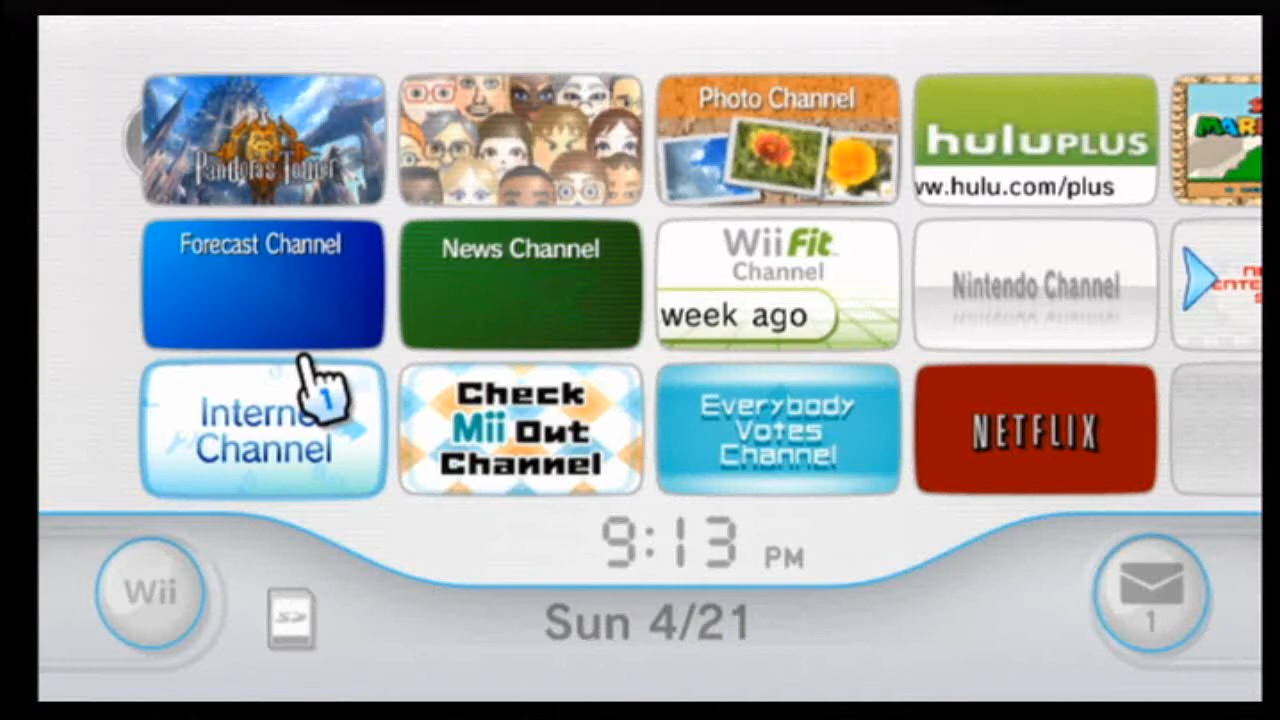 Pandora's Tower
Photo Channel
huluPLUS
ww.hulu.com/plus
Forecast Channel
News Channel
Wii Fit
Channel
week ago
Nintendo Channel
Internet
Channel
1
Check
Mii Out
Channel
Everybody
Votes
Channel
NETFLIX
9:13 PM
Wii
SD
Sun 4/21
1